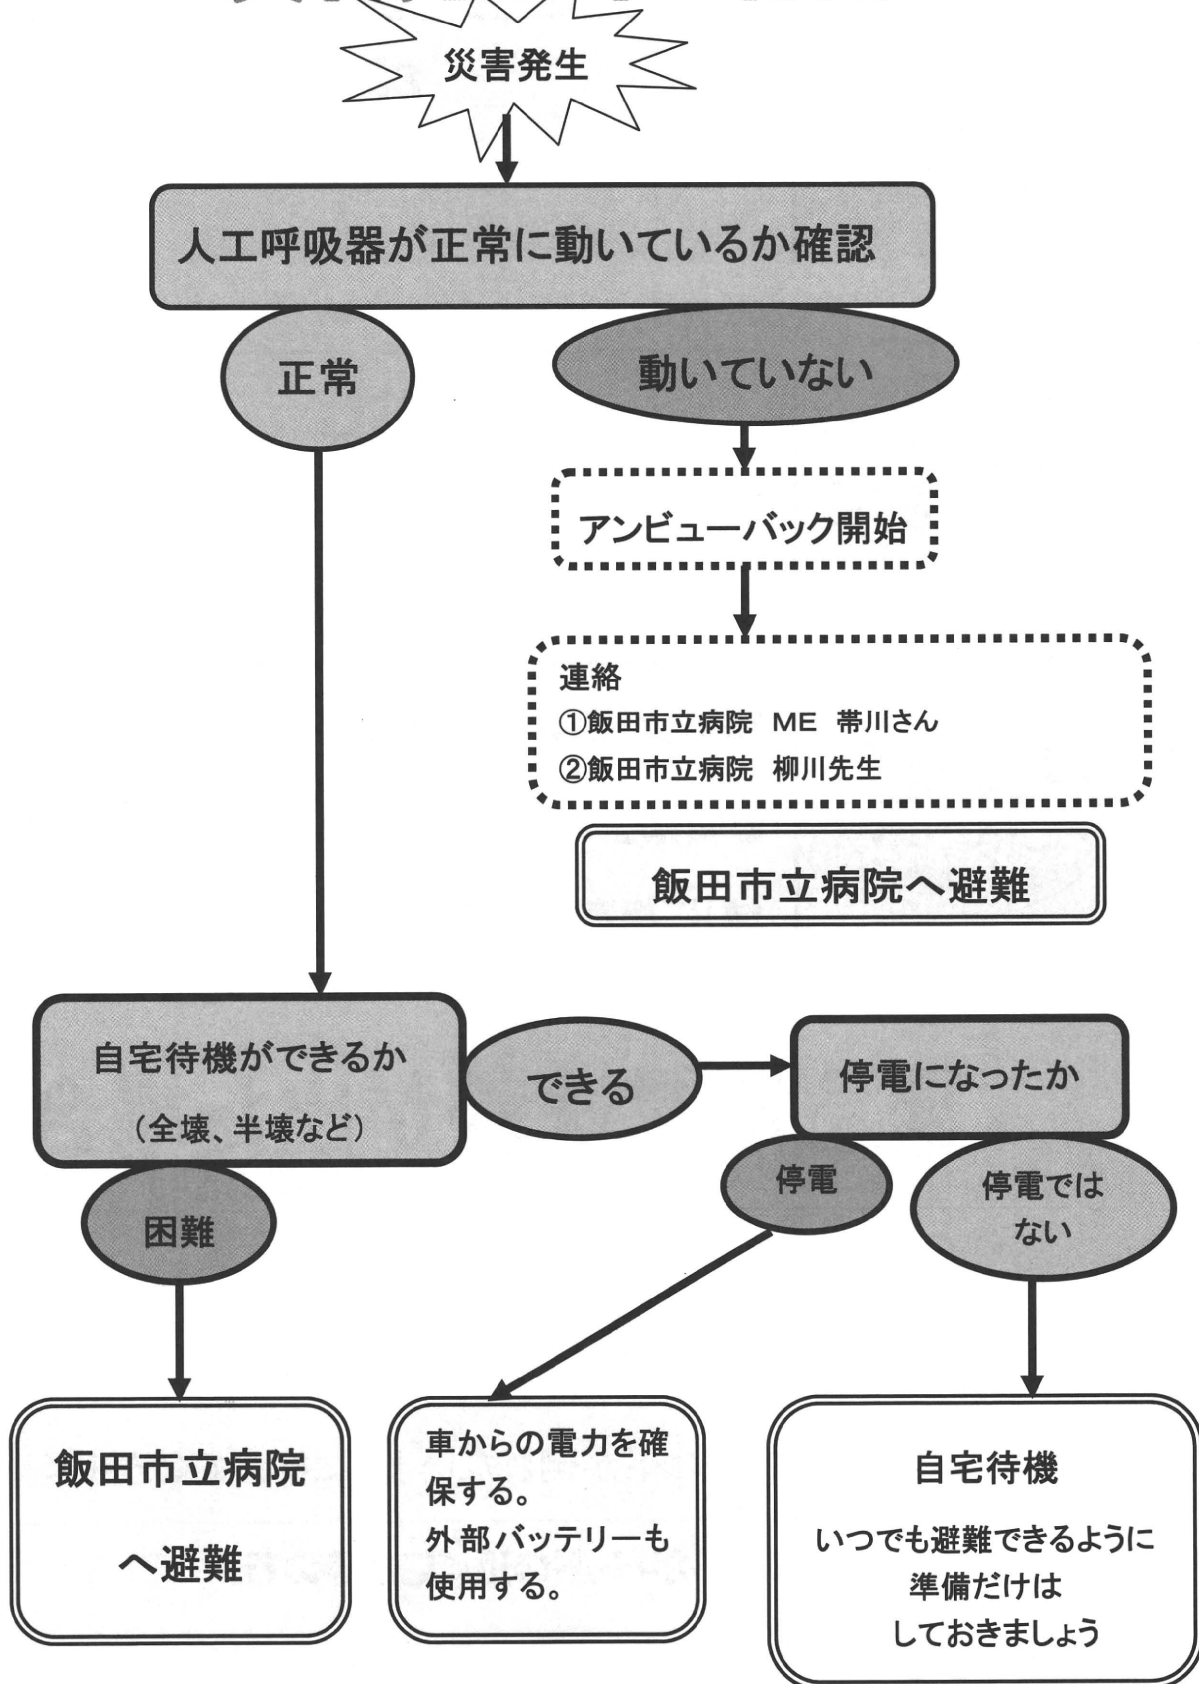 災害発生
人工呼吸器が正常に動いているか確認
正常
動いていない
アンビューバック開始
連絡
①飯田市立病院　ME　帯川さん
②飯田市立病院　柳川先生
飯田市立病院へ避難
自宅待機ができるか
（全壊、半壊など）
できる
停電になったか
困難
停電
停電では
ない
飯田市立病院
へ避難
車からの電力を確
保する。
外部バッテリーも
使用する。
自宅待機
いつでも避難できるように
準備だけは
しておきましょう